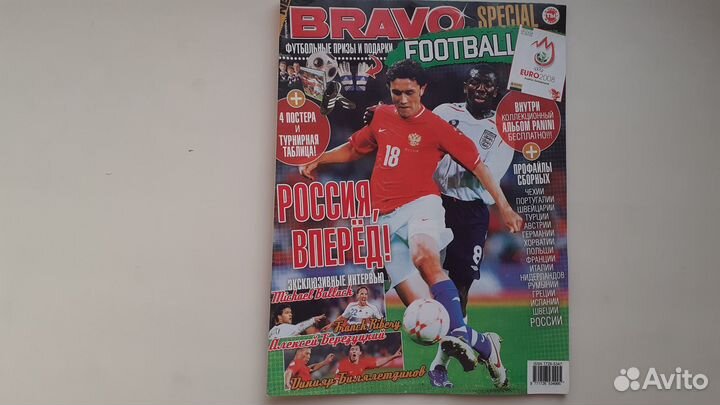 BRAVO
SPECIAL
ФУТБОЛЬНЫЕ ПРИЗЫ И ПОДАРКИ
FOOTBALL
EURO2008
4 ПОСТЕРА
И
ТУРНИРНАЯ
ТАБЛИЦА!
ВНУТРИ
КОЛЛЕКЦИОННЫЙ
АЛЬБОМ PANINI
БЕСПЛАТНО!!!
18
8
РОССИЯ,
ВПЕРЁД!
ПРОФАЙЛЫ
СБОРНЫХ
ЧЕХИИ
ПОРТУГАЛИИ
ШВЕЙЦАРИИ
ТУРЦИИ
АВСТРИИ
ГЕРМАНИИ
ХОРВАТИИ
ПОЛЬШИ
ФРАНЦИИ
ИТАЛИИ
НИДЕРЛАНДОВ
РУМЫНИИ
ГРЕЦИИ
ИСПАНИИ
ШВЕЦИИ
РОССИИ
ЭКСКЛЮЗИВНЫЕ ИНТЕРВЬЮ
Michael Ballack
Franck Ribery
Алексей Березуцкий
Динияр Билялетдинов
Avito